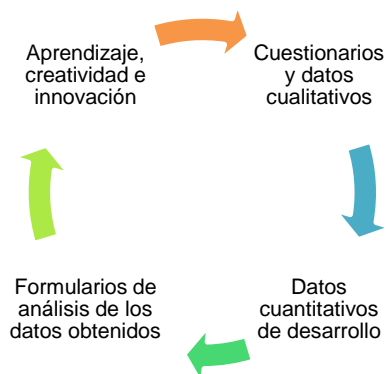 Aprendizaje,
creatividad e
innovación
Cuestionarios
y datos
cualitativos
Datos
cuantitativos
de desarrollo
Formularios de
análisis de los
datos obtenidos